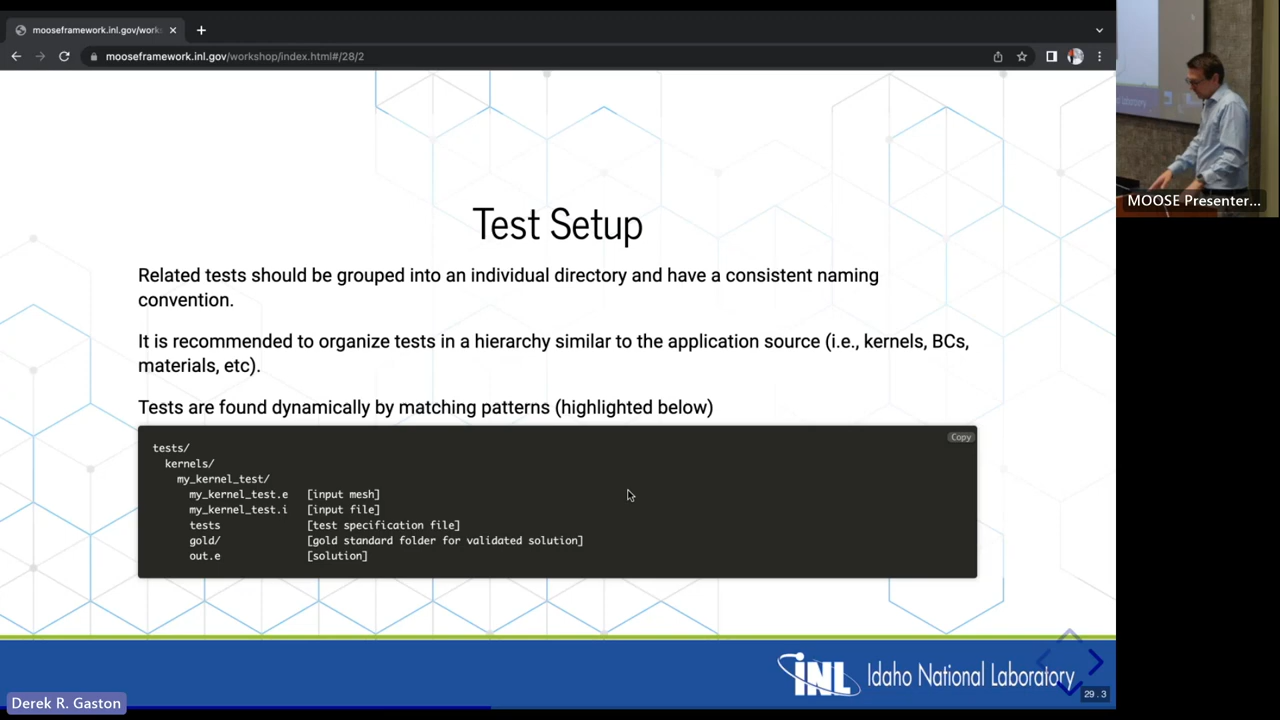 mooseframework.inl.gov/works
mooseframework.inl.gov/workshop/index.html#/28/2
Test Setup
Related tests should be grouped into an individual directory and have a consistent naming
convention.
It is recommended to organize tests in a hierarchy similar to the application source (i.e., kernels, BCs,
materials, etc).
Tests are found dynamically by matching patterns (highlighted below)
Copy
tests/
kernels/
my_kernel_test/
my_kernel_test.e [input mesh]
my_kernel_test.i [input file]
tests [test specification file]
gold/ [gold standard folder for validated solution]
out.e [solution]
INL Idaho National Laboratory
29.3
Derek R. Gaston
MOOSE Presenter...